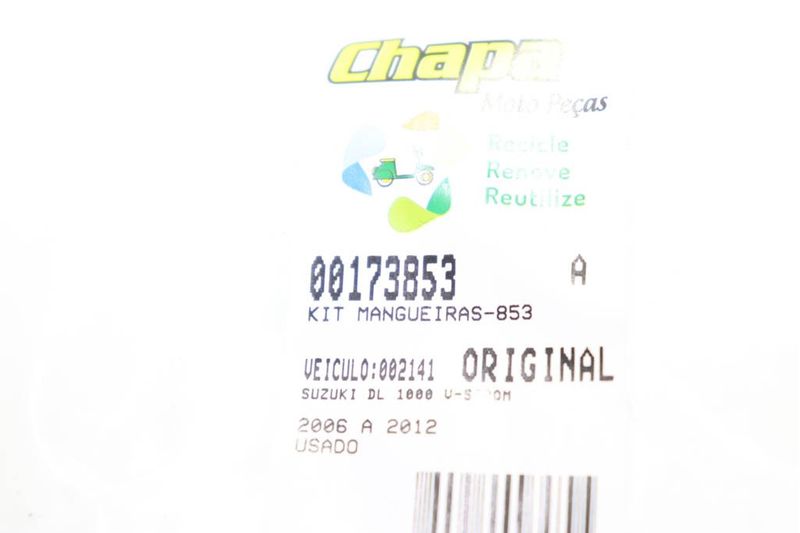 Chapa
Moto Peças
Recicle
Renove
Reutilize
00173853 A
KIT MANGUEIRAS-853
VEICULO:002141 ORIGINAL
SUZUKI DL 1000
2006 A 2012
USADO